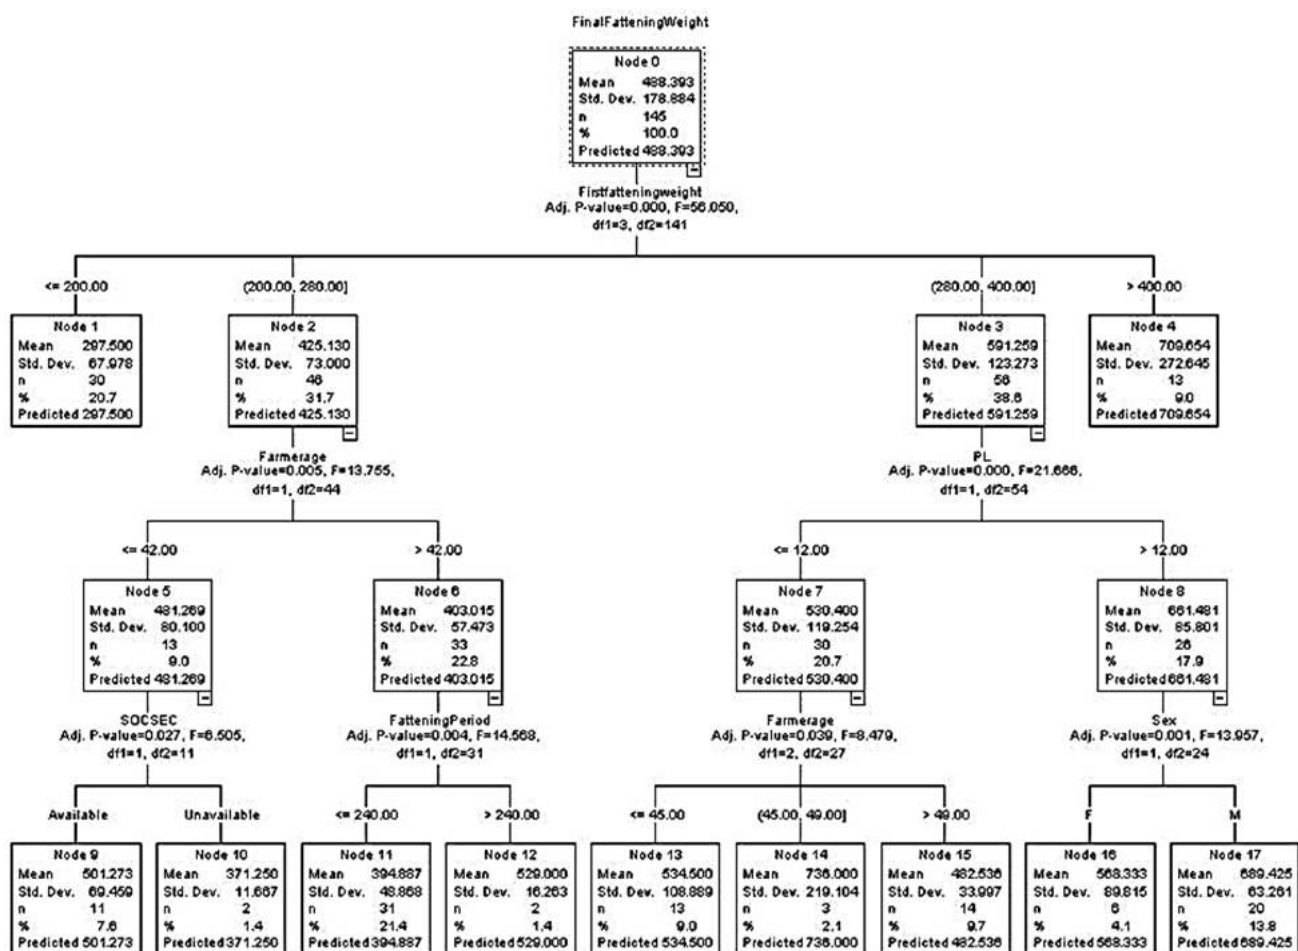 FinalFatteningWeight
Node 0
Mean 488.393
Std. Dev. 178.884
n 145
% 100.0
Predicted 488.393
Firstfatteningweight
Adj. P-value=0.000, F=56.050,
df1=3, df2=141
<= 200.00
(200.00, 280.00]
(280.00, 400.00]
> 400.00
Node 1
Mean 297.500
Std. Dev. 67.978
n 30
% 20.7
Predicted 297.500
Node 2
Mean 425.130
Std. Dev. 73.000
n 46
% 31.7
Predicted 425.130
Node 3
Mean 591.259
Std. Dev. 123.273
n 56
% 38.6
Predicted 591.259
Node 4
Mean 709.654
Std. Dev. 272.645
n 13
% 9.0
Predicted 709.654
Farmerage
Adj. P-value=0.005, F=13.755,
df1=1, df2=44
PL
Adj. P-value=0.000, F=21.666,
df1=1, df2=54
<= 42.00
> 42.00
<= 12.00
> 12.00
Node 5
Mean 481.269
Std. Dev. 80.100
n 13
% 9.0
Predicted 481.269
Node 6
Mean 403.015
Std. Dev. 57.473
n 33
% 22.8
Predicted 403.015
Node 7
Mean 530.400
Std. Dev. 119.254
n 30
% 20.7
Predicted 530.400
Node 8
Mean 661.481
Std. Dev. 85.801
n 26
% 17.9
Predicted 661.481
SOCSEC
Adj. P-value=0.027, F=6.505,
df1=1, df2=11
FatteningPeriod
Adj. P-value=0.004, F=14.568,
df1=1, df2=31
Farmerage
Adj. P-value=0.039, F=8.479,
df1=2, df2=27
Sex
Adj. P-value=0.001, F=13.957,
df1=1, df2=24
Available
Unavailable
<= 240.00
> 240.00
<= 45.00
(45.00, 49.00]
> 49.00
F
M
Node 9
Mean 501.273
Std. Dev. 69.459
n 11
% 7.6
Predicted 501.273
Node 10
Mean 371.250
Std. Dev. 11.667
n 2
% 1.4
Predicted 371.250
Node 11
Mean 394.887
Std. Dev. 48.868
n 31
% 21.4
Predicted 394.887
Node 12
Mean 529.000
Std. Dev. 16.263
n 2
% 1.4
Predicted 529.000
Node 13
Mean 534.500
Std. Dev. 108.889
n 13
% 9.0
Predicted 534.500
Node 14
Mean 736.000
Std. Dev. 219.104
n 3
% 2.1
Predicted 736.000
Node 15
Mean 482.536
Std. Dev. 33.997
n 14
% 9.7
Predicted 482.536
Node 16
Mean 568.333
Std. Dev. 89.815
n 6
% 4.1
Predicted 568.333
Node 17
Mean 689.425
Std. Dev. 63.261
n 20
% 13.8
Predicted 689.425